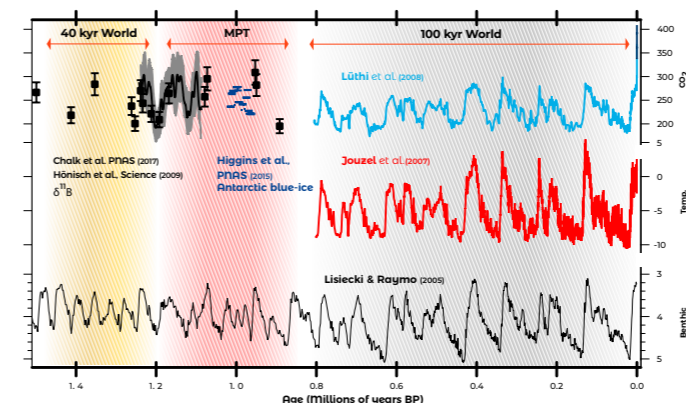 40 kyr World
MPT
100 kyr World
400
350
300
250
200
CO2
Lüthi et al. (2008)
5
Chalk et al. PNAS (2017)
Hönisch et al., Science (2009)
δ11B
Higgins et al.,
PNAS (2015)
Antarctic blue-ice
Jouzel et al.(2007)
0
-5
-10
Temp.
Lisiecki & Raymo (2005)
3
4
5
Benthic
1. 4
1. 2
1. 0
0.8
0.6
0.4
0.2
0.0
Age (Millions of years BP)